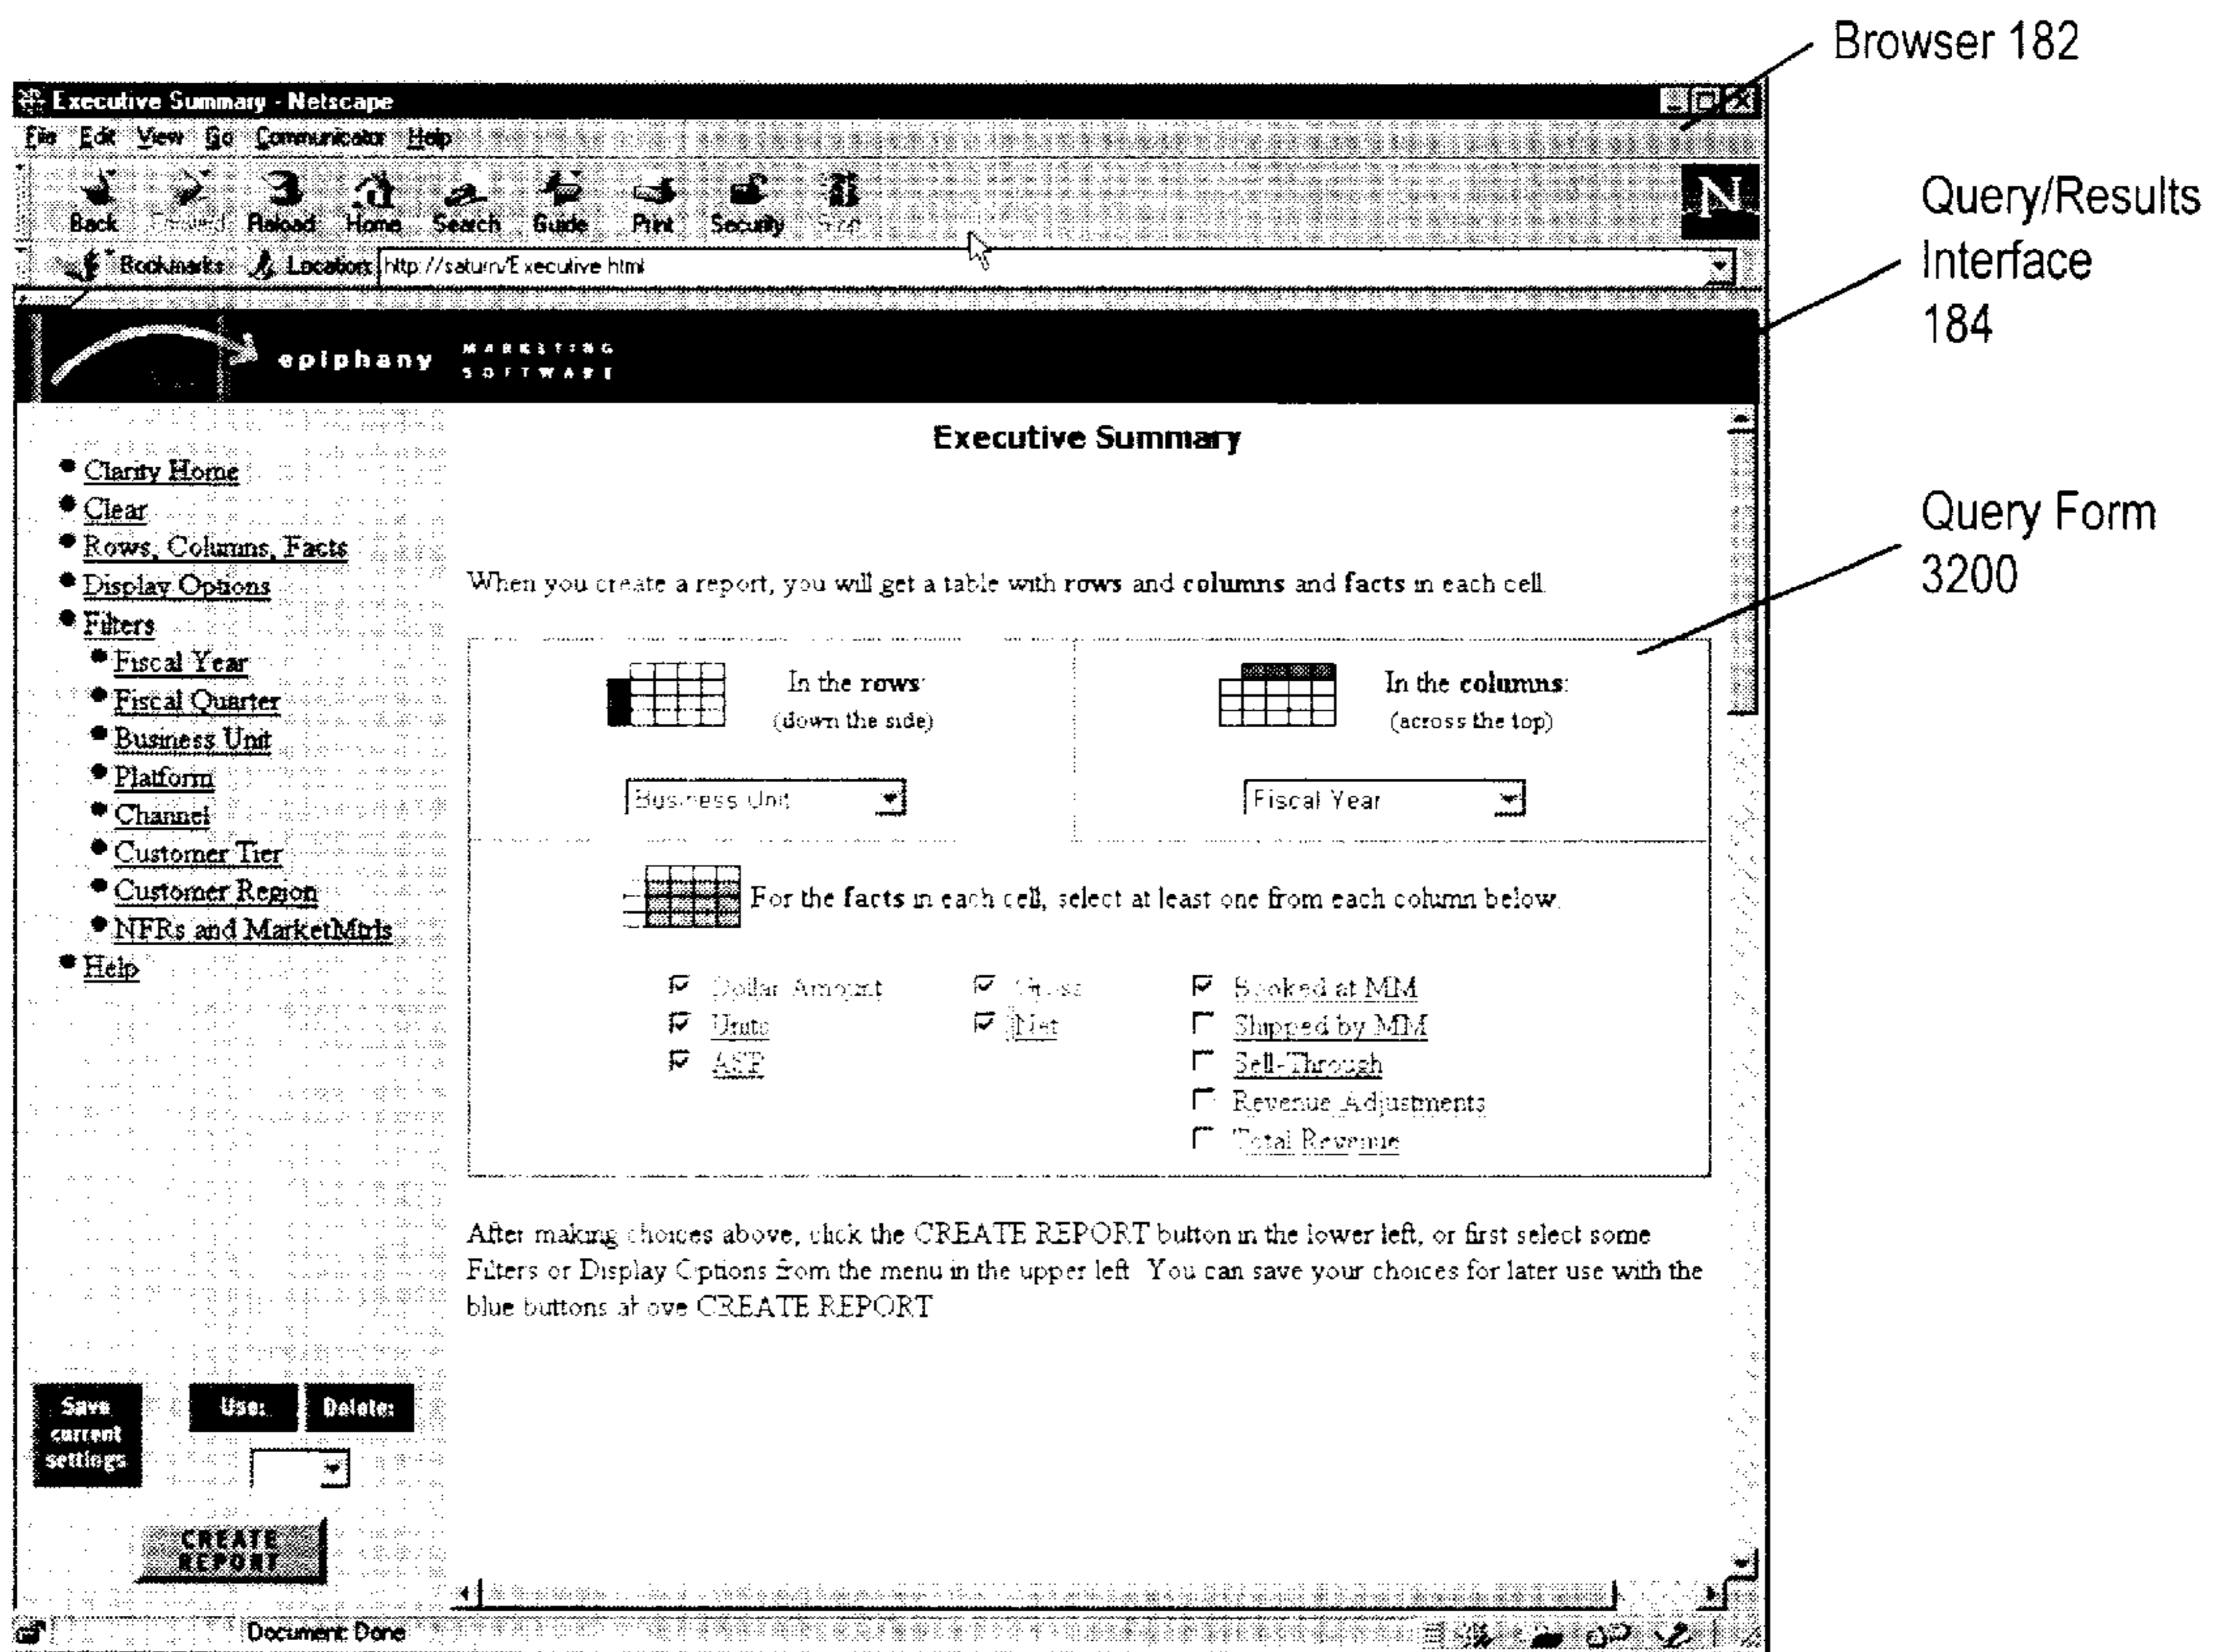 Browser 182
Executive Summary - Netscape
File Edit View Go Communicator Help
Back Forward Reload Home Search Guide Print Security Stop
N
Bookmarks Location: http://saturn/Executive.html
Query/Results
Interface
184
epiphany MARKETING
SOFTWARE
Executive Summary
Clarity Home
Clear
Rows, Columns, Facts
Display Options
Filters
Fiscal Year
Fiscal Quarter
Business Unit
Platform
Channel
Customer Tier
Customer Region
NFRs and MarketMtrls
Help
Query Form
3200
When you create a report, you will get a table with rows and columns and facts in each cell.
In the rows:
(down the side)
Business Unit
In the columns:
(across the top)
Fiscal Year
For the facts in each cell, select at least one from each column below.
Dollar Amount Gross Booked at MM
Units Net Shipped by MM
ASP Sell-Through
Revenue Adjustments
Total Revenue
After making choices above, click the CREATE REPORT button in the lower left, or first select some
Filters or Display Options from the menu in the upper left. You can save your choices for later use with the
blue buttons above CREATE REPORT
Save
current
settings
Use: Delete:
CREATE
REPORT
Document: Done